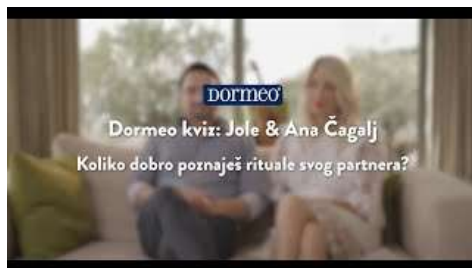 DORMEO
Dormeo kviz: Jole & Ana Čagalj
Koliko dobro poznaješ rituale svog partnera?